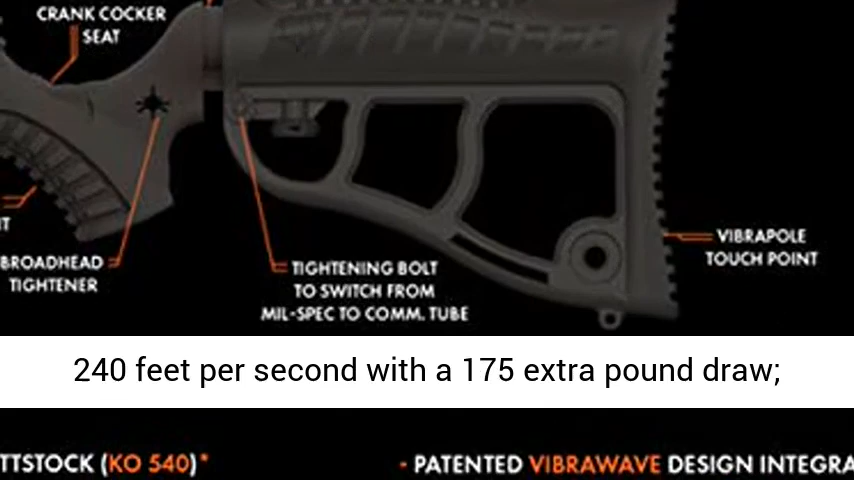 CRANK COCKER
SEAT
BROADHEAD
TIGHTENER
TIGHTENING BOLT
TO SWITCH FROM
MIL-SPEC TO COMM. TUBE
VIBRAPOLE
TOUCH POINT
240 feet per second with a 175 extra pound draw;
TTSTOCK (KO 540)*
- PATENTED VIBRAWAVE DESIGN INTEGRA